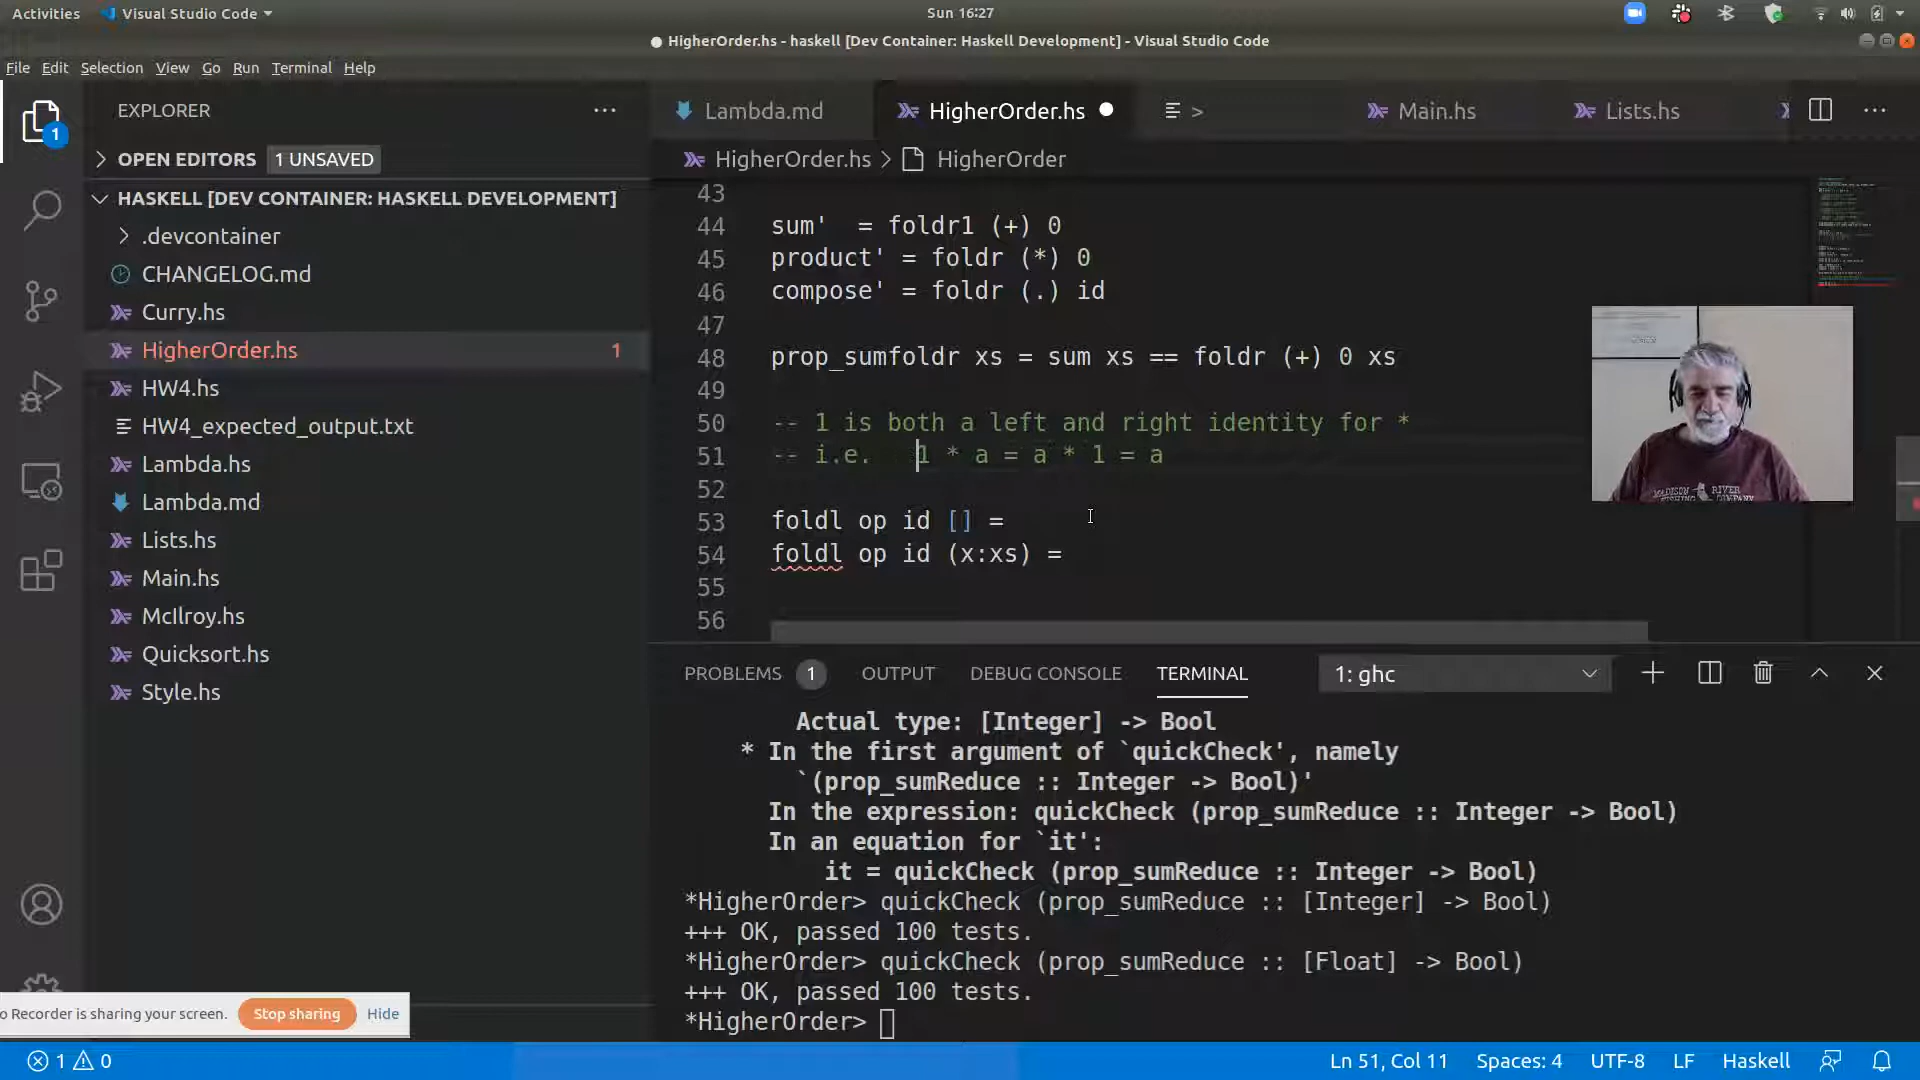 Activities
Visual Studio Code
Sun 16:27
HigherOrder.hs - haskell [Dev Container: Haskell Development] - Visual Studio Code
File Edit Selection View Go Run Terminal Help
EXPLORER
1
OPEN EDITORS 1 UNSAVED
HASKELL [DEV CONTAINER: HASKELL DEVELOPMENT]
.devcontainer
CHANGELOG.md
Curry.hs
HigherOrder.hs 1
HW4.hs
HW4_expected_output.txt
Lambda.hs
Lambda.md
Lists.hs
Main.hs
McIlroy.hs
Quicksort.hs
Style.hs
Lambda.md
HigherOrder.hs
>
Main.hs
Lists.hs
HigherOrder.hs > HigherOrder
43
44 sum'  = foldr1 (+) 0
45 product' = foldr (*) 0
46 compose' = foldr (.) id
47
48 prop_sumfoldr xs = sum xs == foldr (+) 0 xs
49
50 -- 1 is both a left and right identity for *
51 -- i.e.   1 * a = a * 1 = a
52
53 foldl op id [] =
54 foldl op id (x:xs) =
55
56
MADISON RIVER
FISHING COMPANY
PROBLEMS 1 OUTPUT DEBUG CONSOLE TERMINAL 1: ghc
Actual type: [Integer] -> Bool
* In the first argument of `quickCheck', namely
`(prop_sumReduce :: Integer -> Bool)'
In the expression: quickCheck (prop_sumReduce :: Integer -> Bool)
In an equation for `it':
it = quickCheck (prop_sumReduce :: Integer -> Bool)
*HigherOrder> quickCheck (prop_sumReduce :: [Integer] -> Bool)
+++ OK, passed 100 tests.
*HigherOrder> quickCheck (prop_sumReduce :: [Float] -> Bool)
+++ OK, passed 100 tests.
*HigherOrder>
o Recorder is sharing your screen. Stop sharing Hide
1 0
Ln 51, Col 11 Spaces: 4 UTF-8 LF Haskell